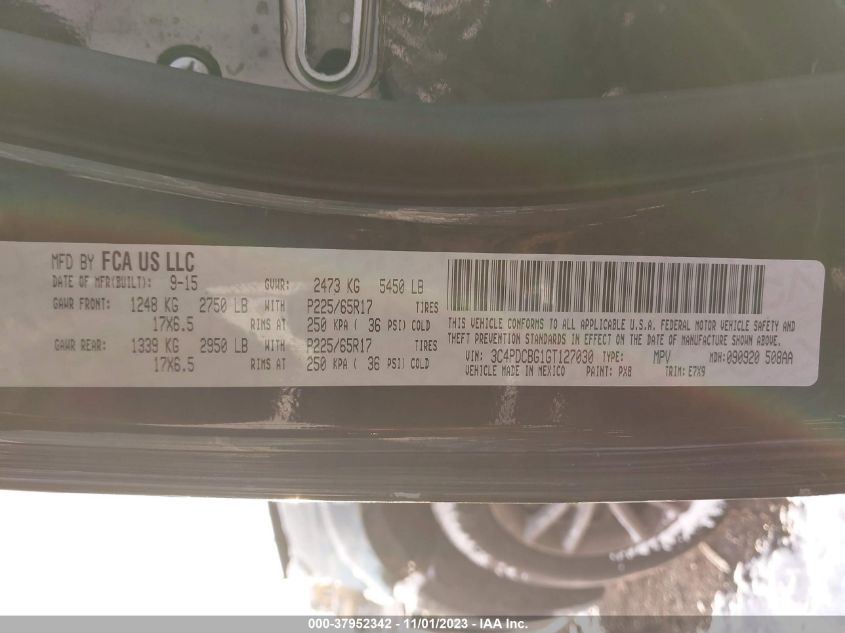 MFD BY FCA US LLC
DATE OF MFR(BUILT): 9-15 GVWR: 2473 KG 5450 LB
GAWR FRONT: 1248 KG 2750 LB WITH P225/65R17 TIRES
17X6.5 RIMS AT 250 KPA ( 36 PSI) COLD
GAWR REAR: 1339 KG 2950 LB WITH P225/65R17 TIRES
17X6.5 RIMS AT 250 KPA ( 36 PSI) COLD
THIS VEHICLE CONFORMS TO ALL APPLICABLE U.S.A. FEDERAL MOTOR VEHICLE SAFETY AND
THEFT PREVENTION STANDARDS IN EFFECT ON THE DATE OF MANUFACTURE SHOWN ABOVE.
VIN: 3C4PDCBG1GT127030 TYPE: MPV MDH: 090920 508AA
VEHICLE MADE IN MEXICO PAINT: PX8 TRIM: E7X9
000-37952342 - 11/01/2023 - IAA Inc.